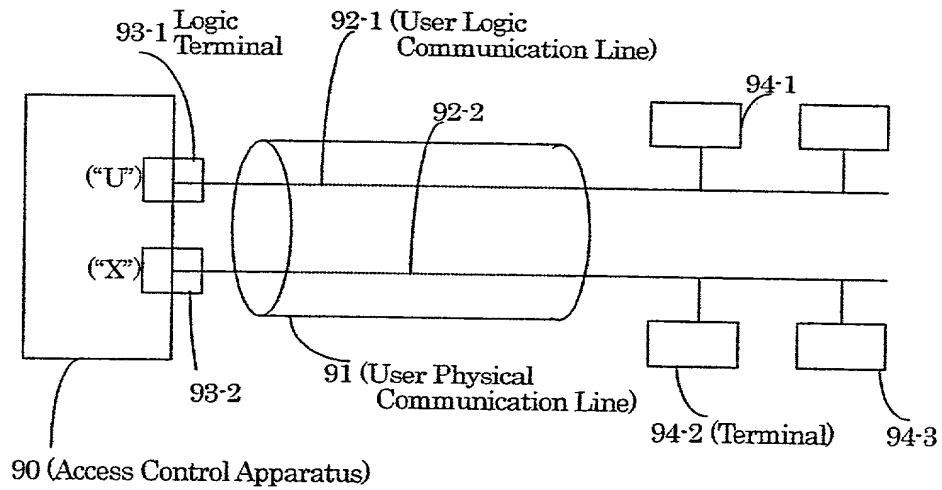 93-1 Logic
Terminal
92-1 (User Logic
Communication Line)
92-2
94-1
("U")
("X")
93-2
91 (User Physical
Communication Line)
94-2 (Terminal)
94-3
90 (Access Control Apparatus)